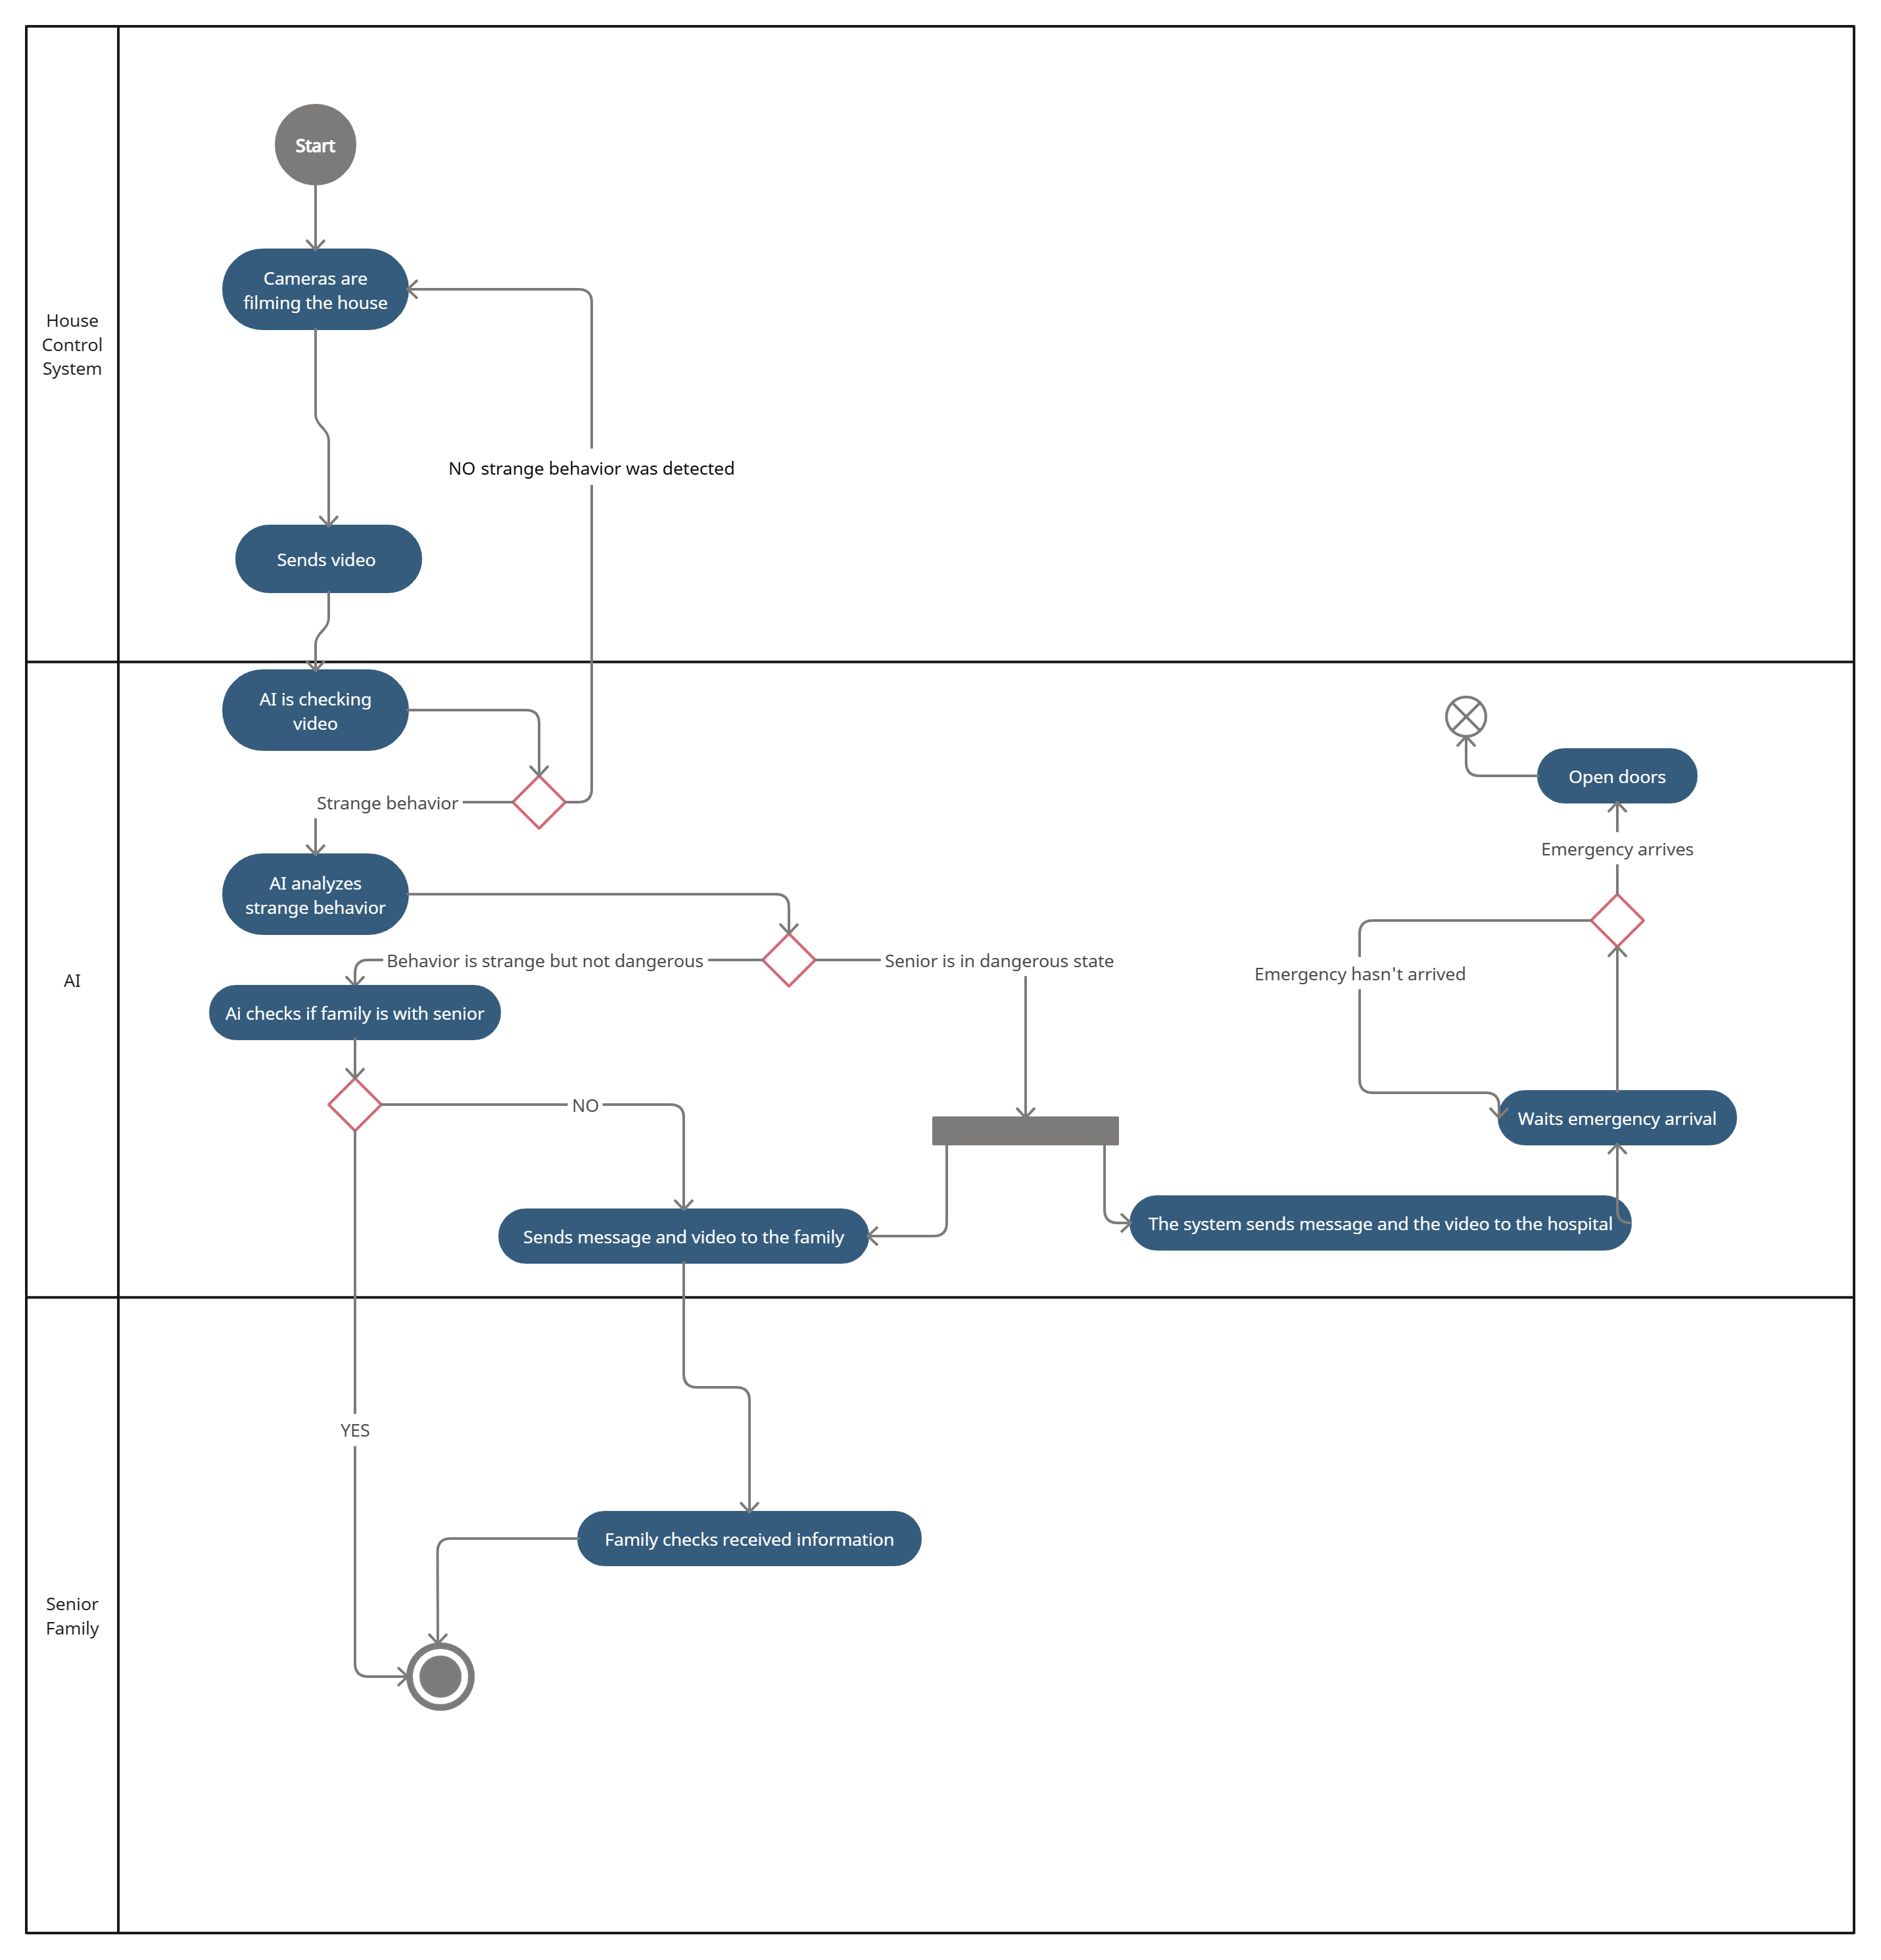 Start
Cameras are
filming the house
House
Control
System
NO strange behavior was detected
Sends video
AI is checking
video
Open doors
Strange behavior
Emergency arrives
AI analyzes
strange behavior
Behavior is strange but not dangerous
Senior is in dangerous state
Emergency hasn't arrived
AI
Ai checks if family is with senior
NO
Waits emergency arrival
Sends message and video to the family
The system sends message and the video to the hospital
YES
Family checks received information
Senior
Family